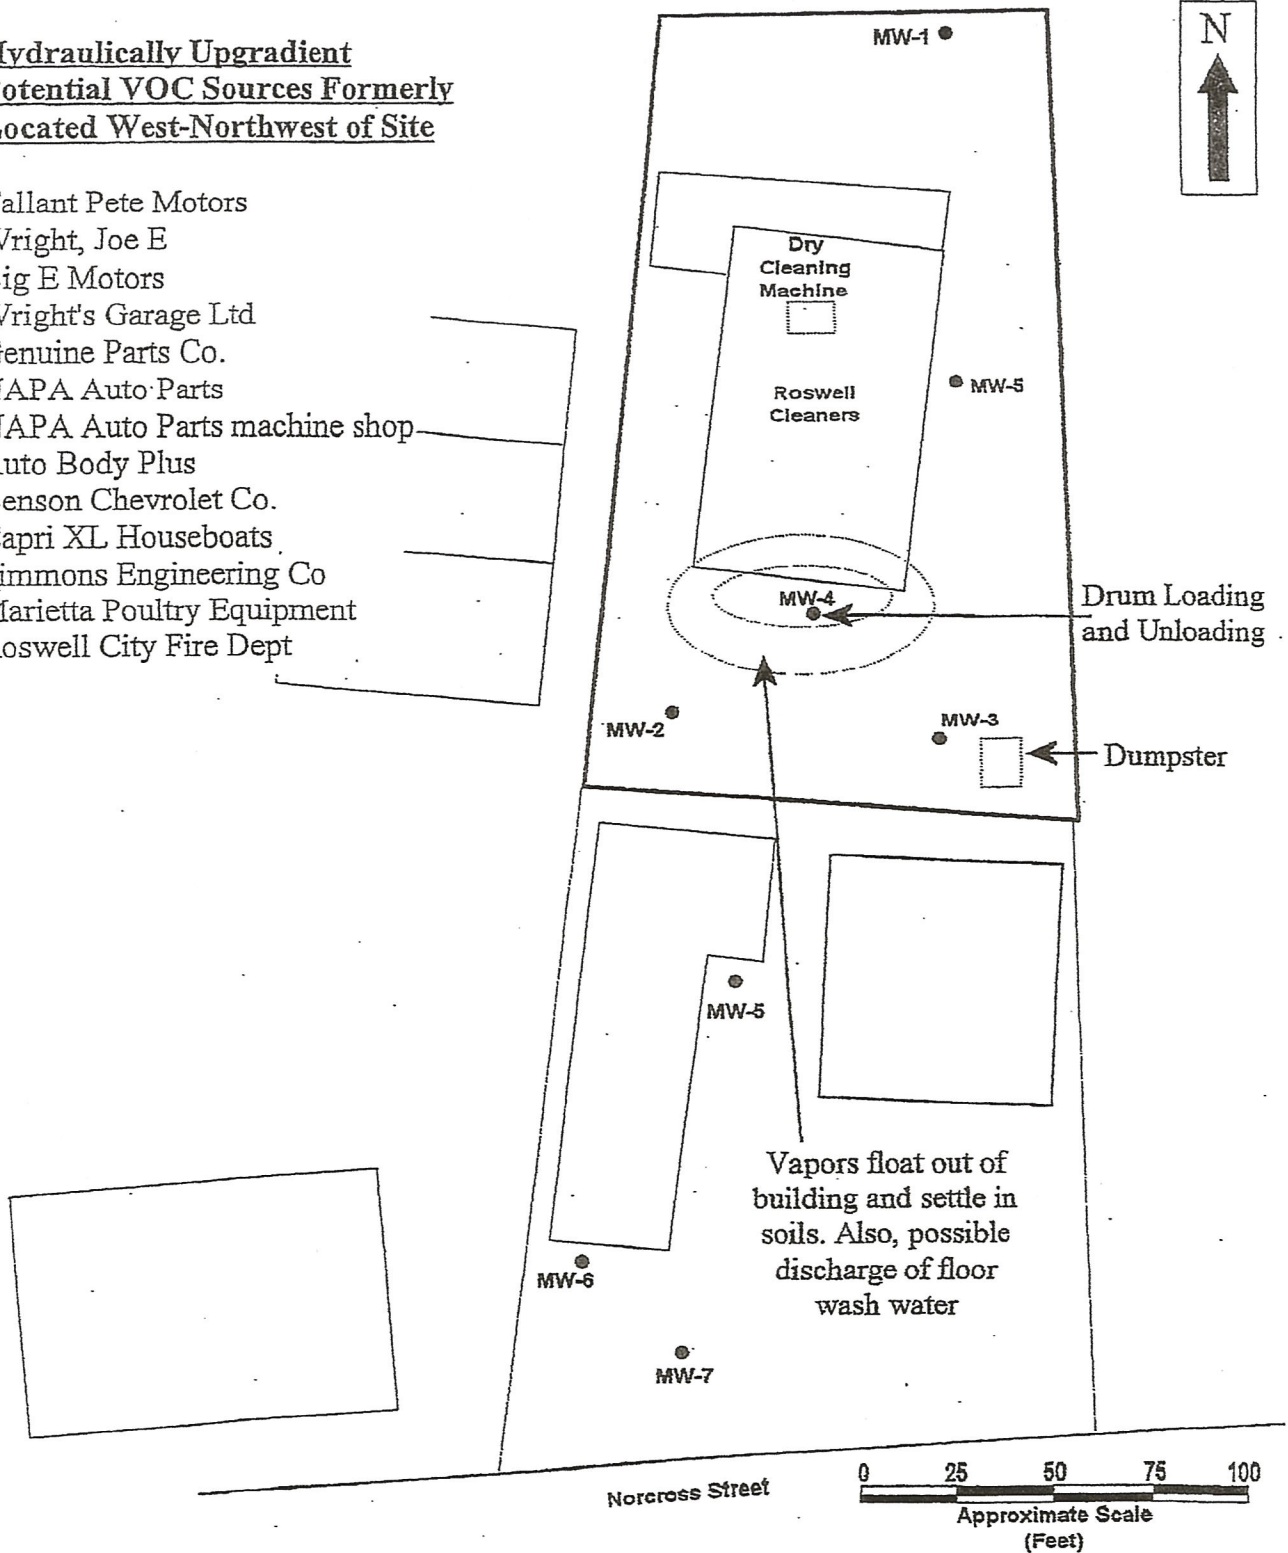 ydraulically Upgradient
otential VOC Sources Formerly
ocated West-Northwest of Site
allant Pete Motors
right, Joe E
ig E Motors
right's Garage Ltd
enuine Parts Co.
APA Auto Parts
APA Auto Parts machine shop
uto Body Plus
enson Chevrolet Co.
apri XL Houseboats
immons Engineering Co
arietta Poultry Equipment
oswell City Fire Dept
MW-1
N
Dry
Cleaning
Machine
MW-5
Roswell
Cleaners
MW-4
Drum Loading
and Unloading
MW-2
MW-3
Dumpster
MW-5
Vapors float out of
building and settle in
soils. Also, possible
discharge of floor
wash water
MW-6
MW-7
Norcross Street
0 25 50 75 100
Approximate Scale
(Feet)